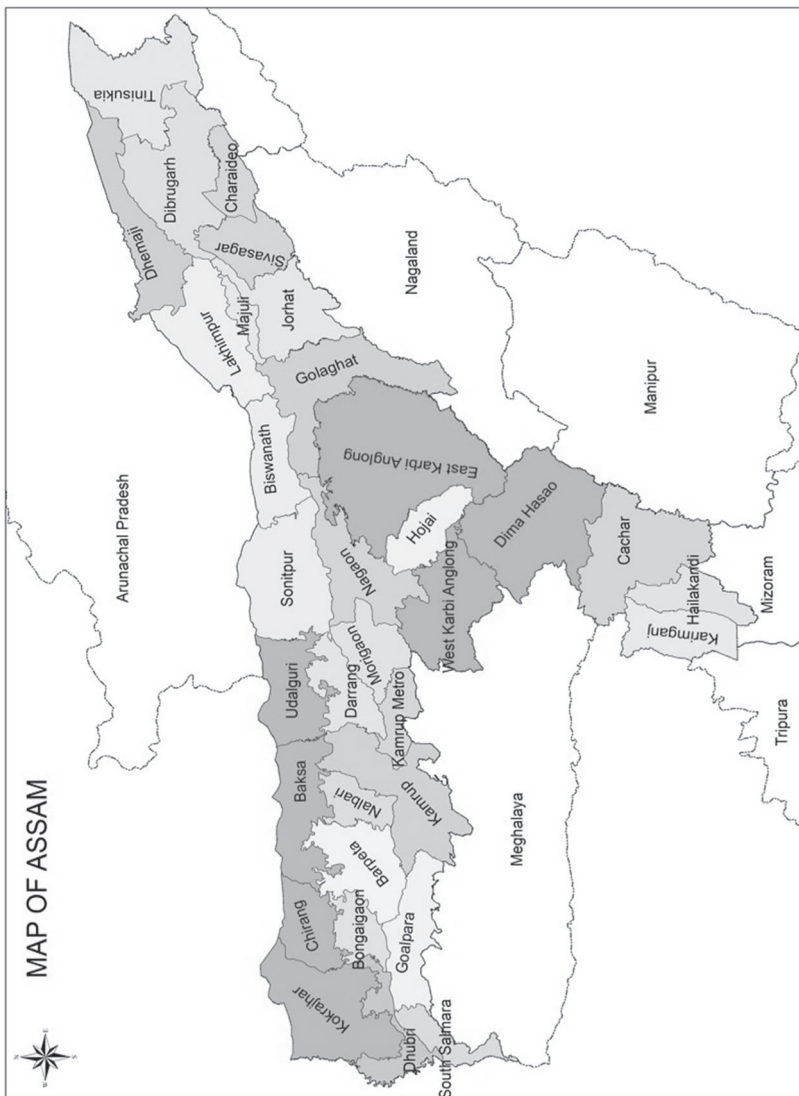 MAP OF ASSAM
N
E
S
W
Arunachal Pradesh
Tinisukia
Dhemaji
Dibrugarh
Charaideo
Sivasagar
Lakhimpur
Majuli
Jorhat
Golaghat
Nagaland
Biswanath
Sonitpur
East Karbi Anglong
Hojai
Nagaon
West Karbi Anglong
Dima Hasao
Manipur
Udalguri
Darrang
Morigaon
Kamrup Metro
Baksa
Nalbari
Kamrup
Barpeta
Chirang
Bongaigaon
Goalpara
Kokrajhar
Dhubri
South Salmara
Meghalaya
Cachar
Hailakandi
Karimganj
Mizoram
Tripura